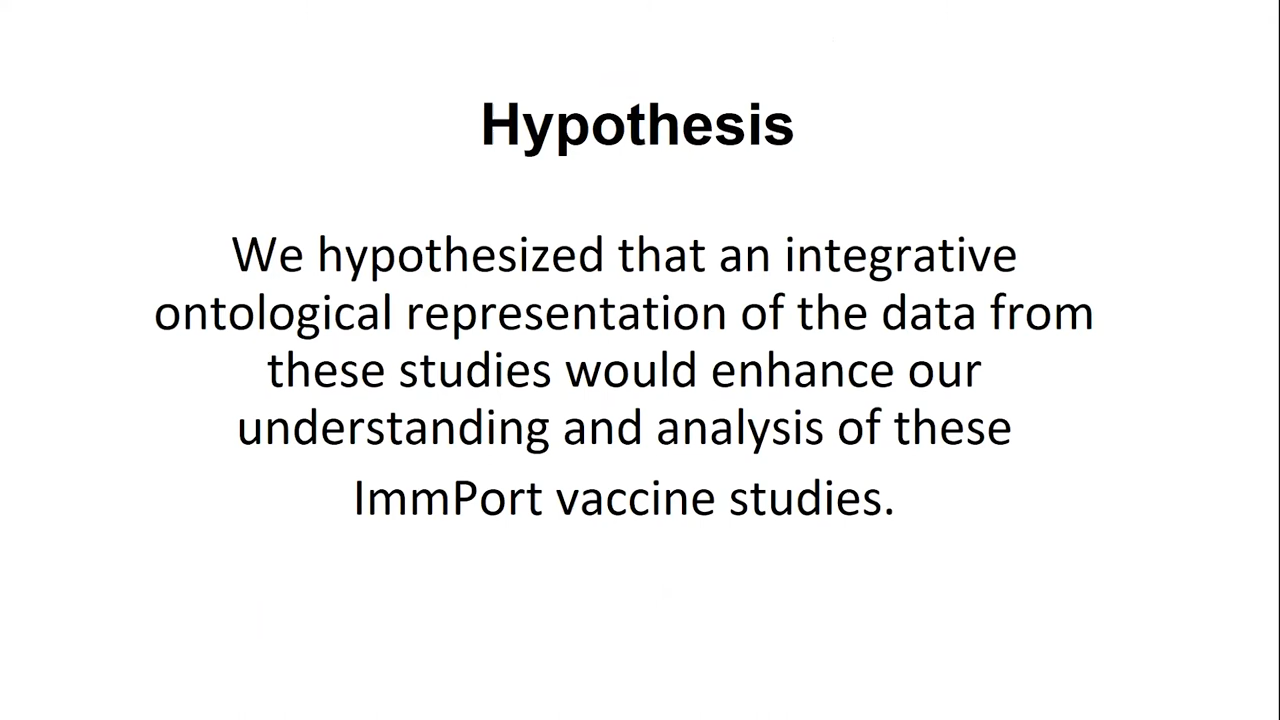 Hypothesis
We hypothesized that an integrative
ontological representation of the data from
these studies would enhance our
understanding and analysis of these
ImmPort vaccine studies.